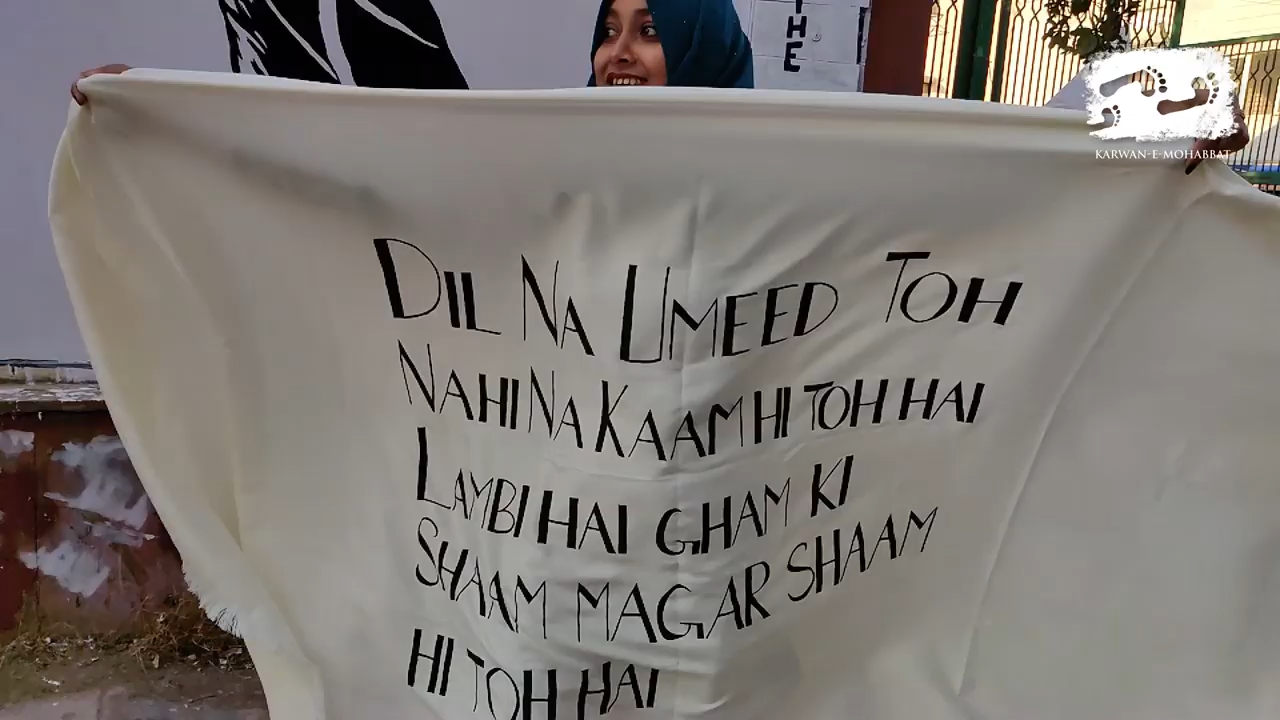 THE
KARWAN-E-MOHABBAT
DIL NA UMEED TOH
NAHI NA KAAM HI TOH HAI
LAMBI HAI GHAM KI
SHAAM MAGAR SHAAM
HI TOH HAI